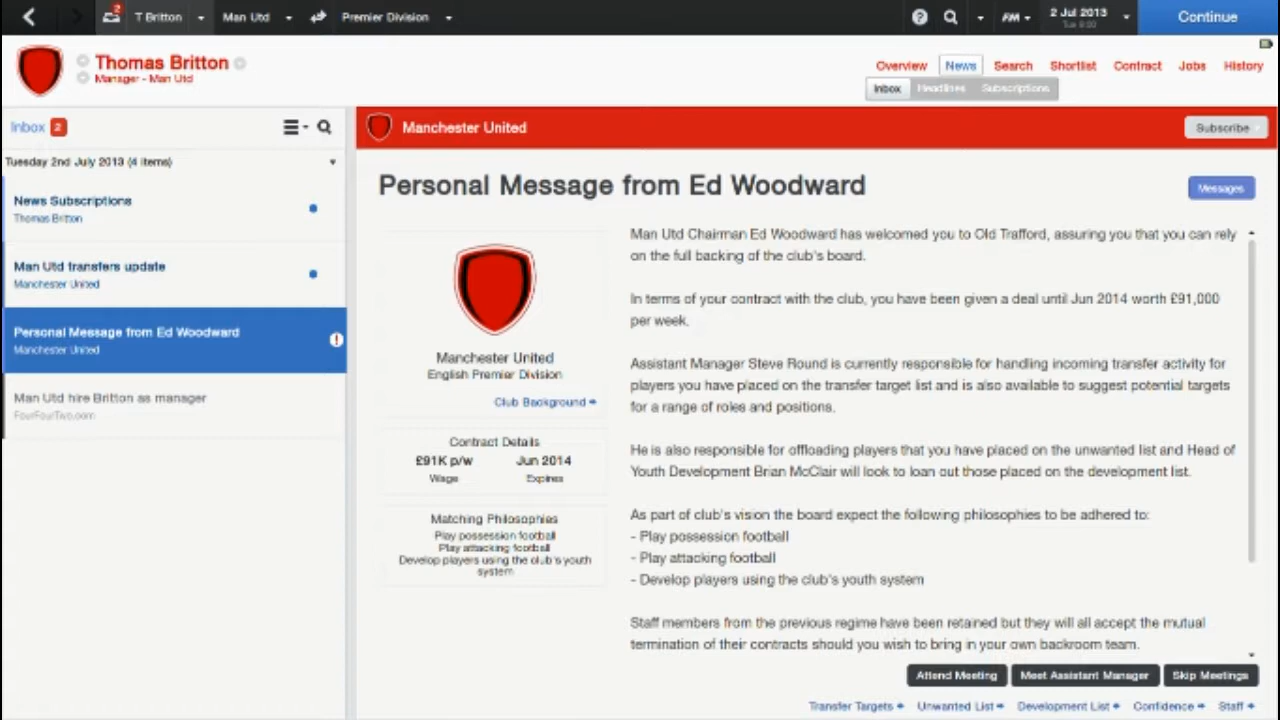 2
T Britton
Man Utd
Premier Division
FM
2 Jul 2013
Tue 9:00
Continue
Thomas Britton
Manager - Man Utd
Overview
News
Search
Shortlist
Contract
Jobs
History
Inbox
Headlines
Subscriptions
Inbox 2
Tuesday 2nd July 2013 (4 items)
News Subscriptions
Thomas Britton
Man Utd transfers update
Manchester United
Personal Message from Ed Woodward
Manchester United
Man Utd hire Britton as manager
FourFourTwo.com
Manchester United
Subscribe
Personal Message from Ed Woodward
Messages
Manchester United
English Premier Division
Club Background
Contract Details
£91K p/w
Jun 2014
Wage
Expires
Matching Philosophies
Play possession football
Play attacking football
Develop players using the club's youth
system
Man Utd Chairman Ed Woodward has welcomed you to Old Trafford, assuring you that you can rely
on the full backing of the club's board.
In terms of your contract with the club, you have been given a deal until Jun 2014 worth £91,000
per week.
Assistant Manager Steve Round is currently responsible for handling incoming transfer activity for
players you have placed on the transfer target list and is also available to suggest potential targets
for a range of roles and positions.
He is also responsible for offloading players that you have placed on the unwanted list and Head of
Youth Development Brian McClair will look to loan out those placed on the development list.
As part of club's vision the board expect the following philosophies to be adhered to:
- Play possession football
- Play attacking football
- Develop players using the club's youth system
Staff members from the previous regime have been retained but they will all accept the mutual
termination of their contracts should you wish to bring in your own backroom team.
Attend Meeting
Meet Assistant Manager
Skip Meetings
Transfer Targets
Unwanted List
Development List
Confidence
Staff